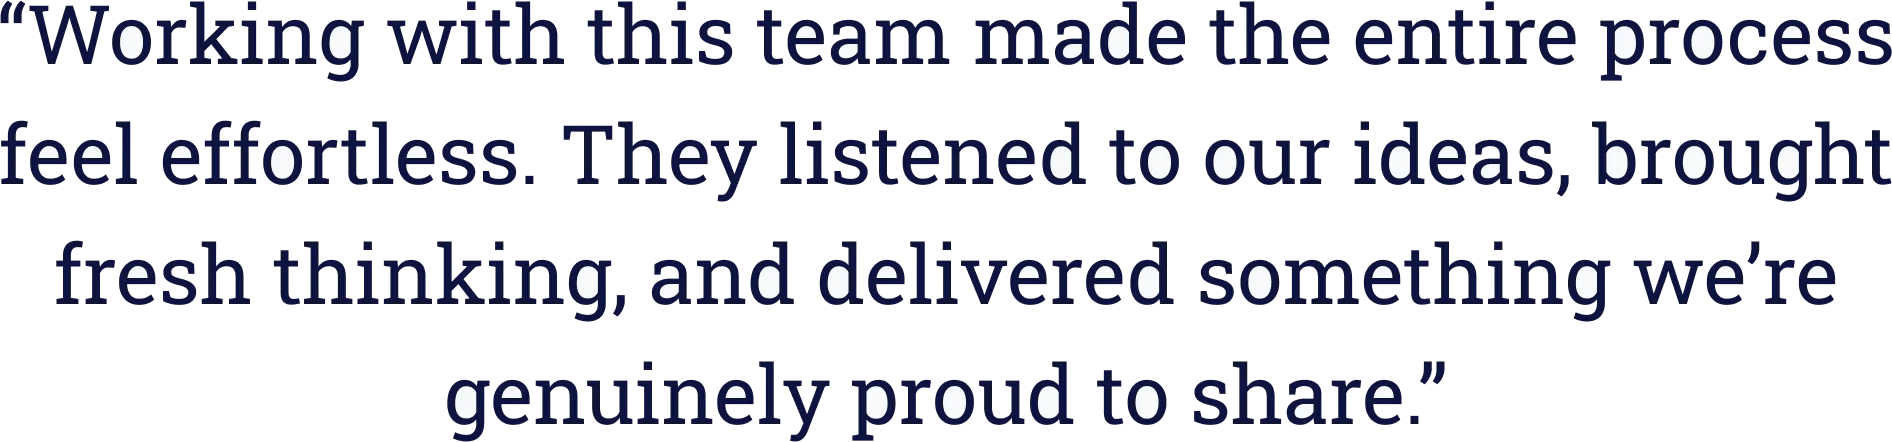 “Working with this team made the entire process
feel effortless. They listened to our ideas, brought
fresh thinking, and delivered something we’re
genuinely proud to share.”